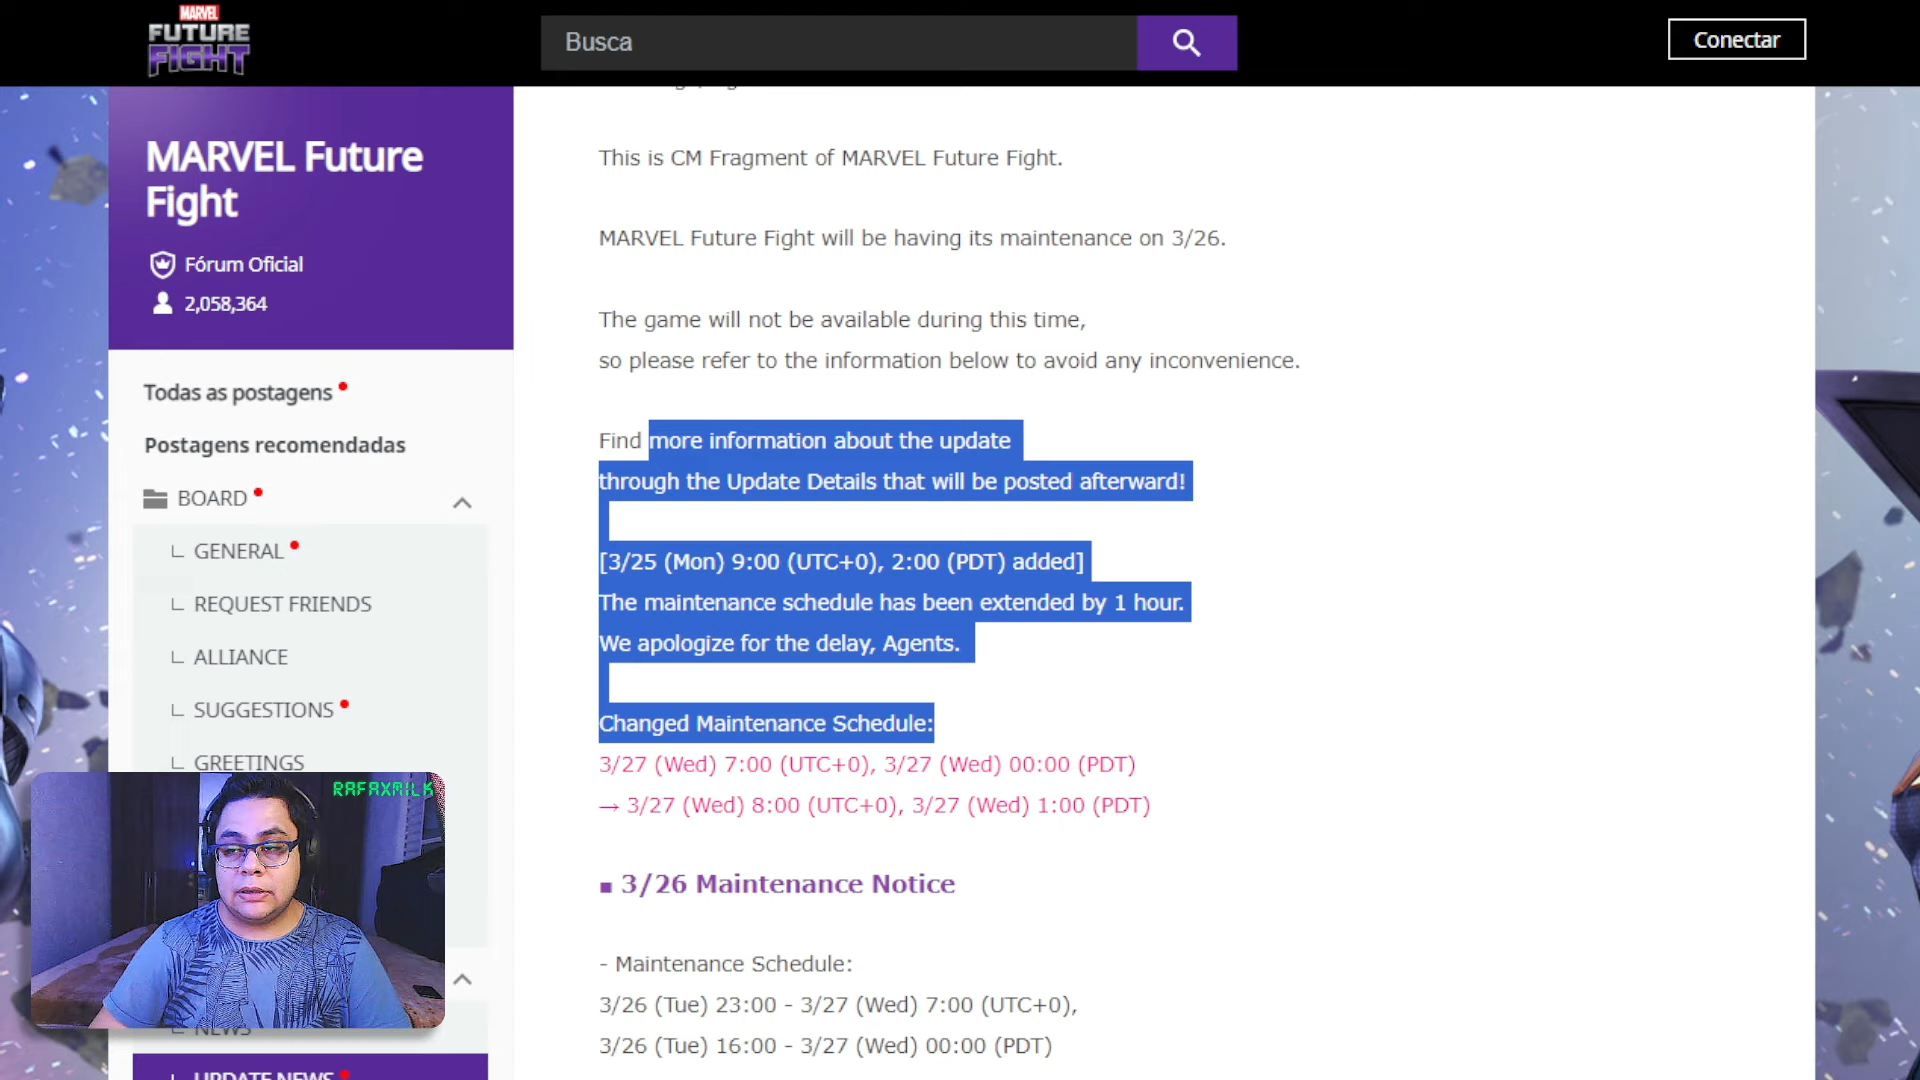 MARVEL
FUTURE
FIGHT
Busca
Conectar
MARVEL Future
Fight
Fórum Oficial
2,058,364
Todas as postagens
Postagens recomendadas
BOARD
GENERAL
REQUEST FRIENDS
ALLIANCE
SUGGESTIONS
GREETINGS
NEWS
UPDATE NEWS
RAFAXMILK
This is CM Fragment of MARVEL Future Fight.
MARVEL Future Fight will be having its maintenance on 3/26.
The game will not be available during this time,
so please refer to the information below to avoid any inconvenience.
Find more information about the update
through the Update Details that will be posted afterward!
[3/25 (Mon) 9:00 (UTC+0), 2:00 (PDT) added]
The maintenance schedule has been extended by 1 hour.
We apologize for the delay, Agents.
Changed Maintenance Schedule:
3/27 (Wed) 7:00 (UTC+0), 3/27 (Wed) 00:00 (PDT)
→ 3/27 (Wed) 8:00 (UTC+0), 3/27 (Wed) 1:00 (PDT)
■ 3/26 Maintenance Notice
- Maintenance Schedule:
3/26 (Tue) 23:00 - 3/27 (Wed) 7:00 (UTC+0),
3/26 (Tue) 16:00 - 3/27 (Wed) 00:00 (PDT)